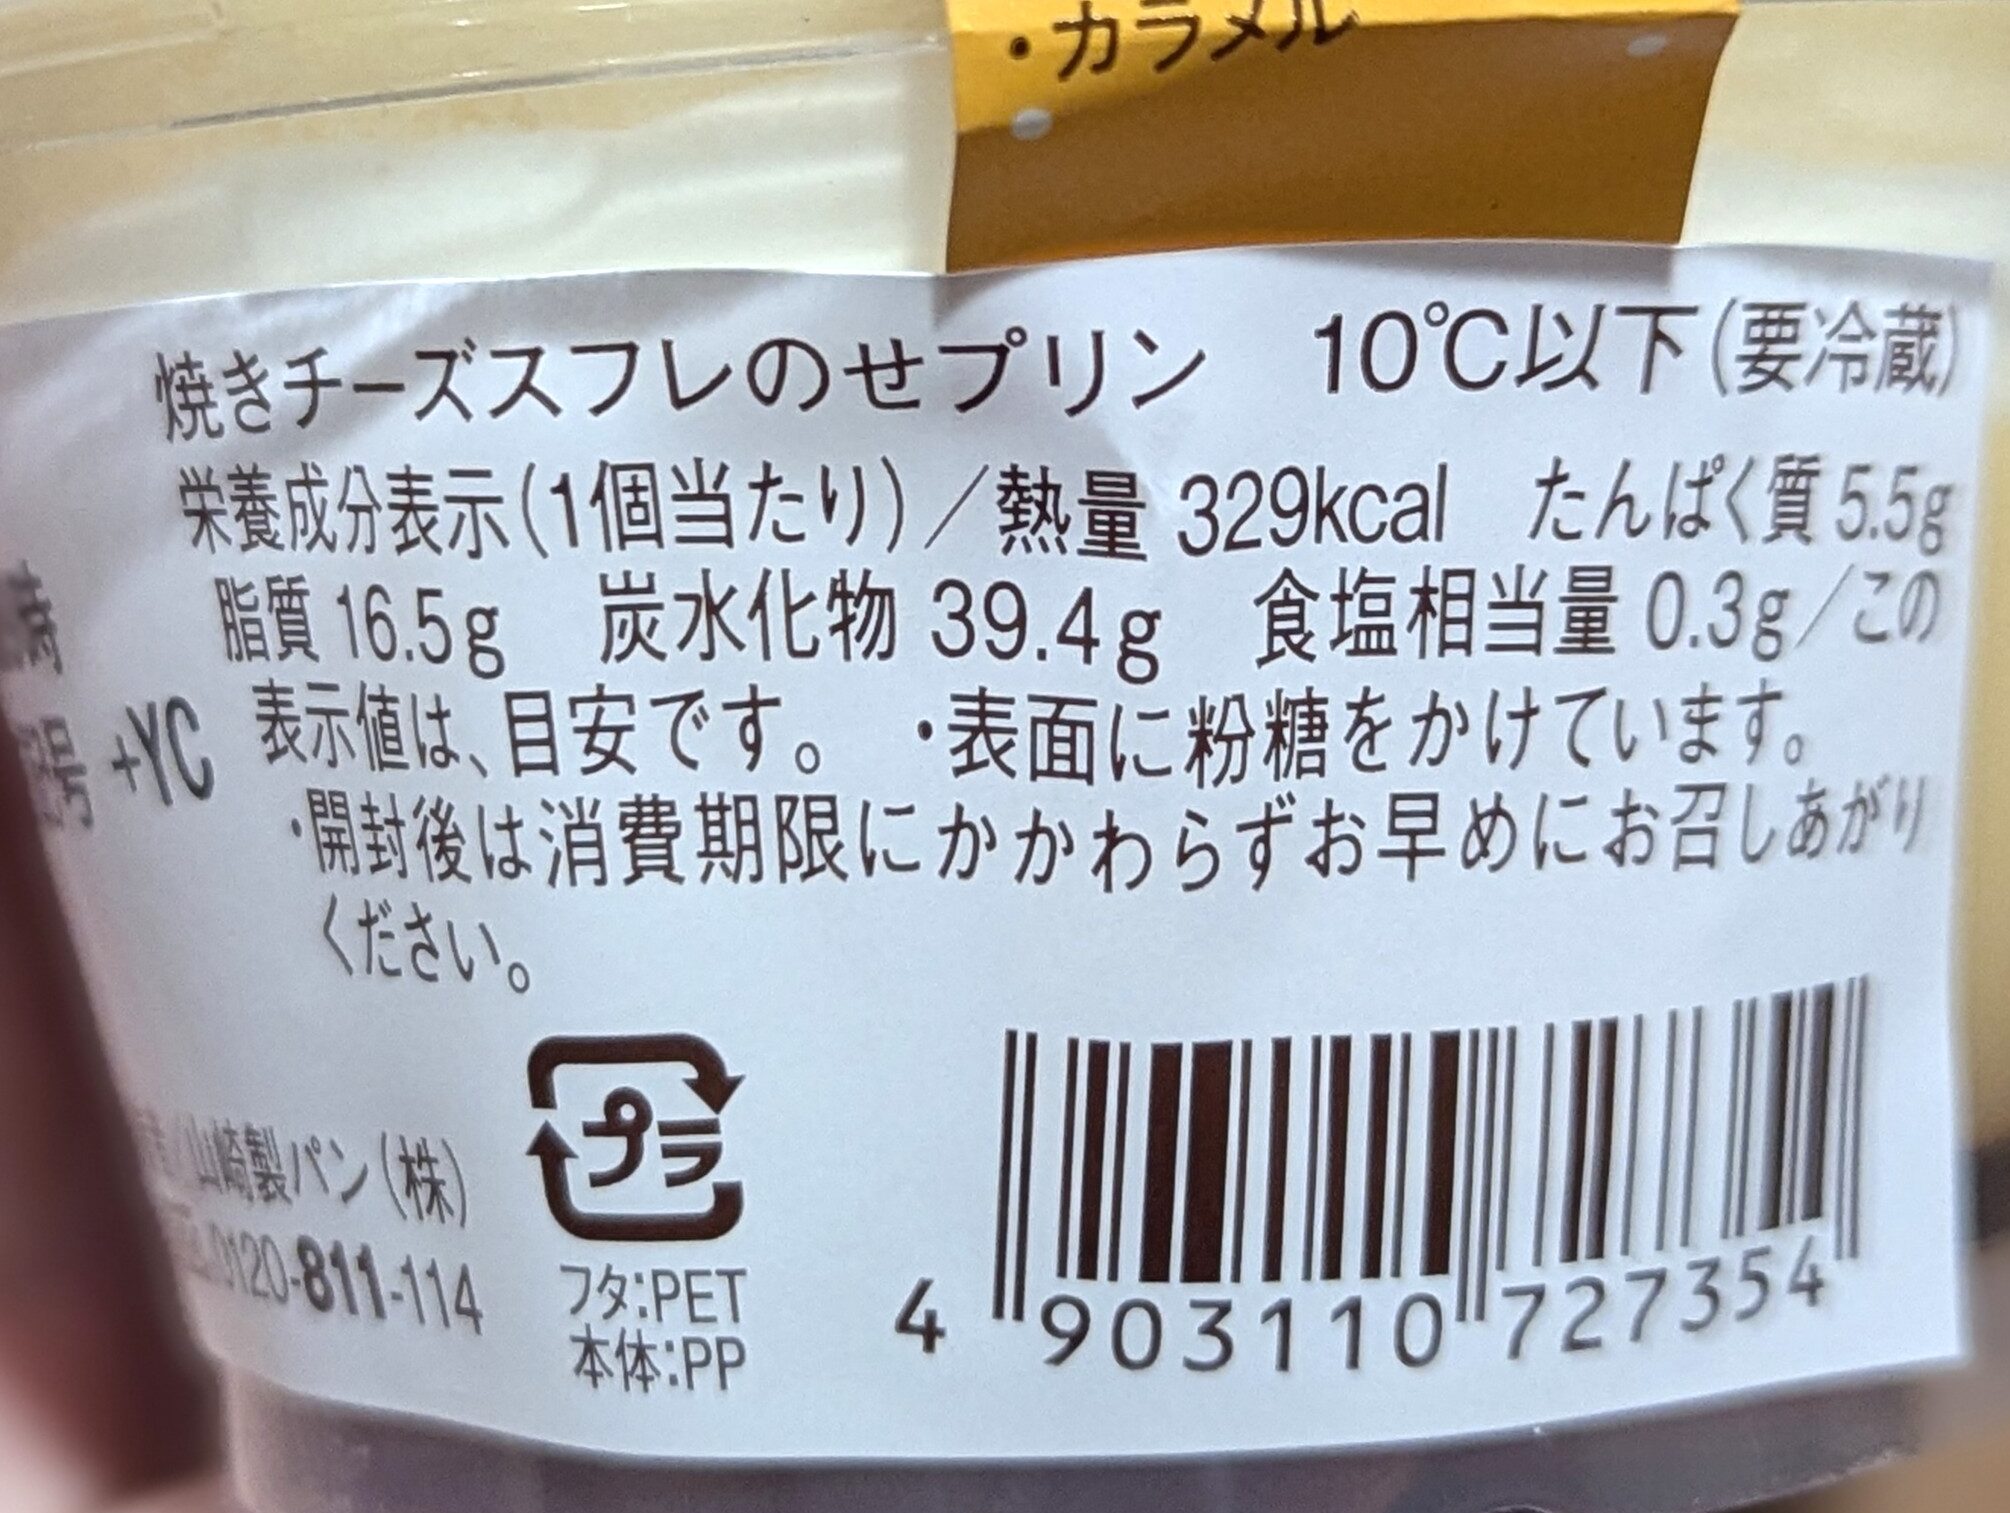 ・カラメル
焼きチーズスフレのせプリン 10℃以下(要冷蔵)
栄養成分表示(1個当たり)/熱量 329kcal たんぱく質 5.5g
脂質 16.5g 炭水化物 39.4g 食塩相当量 0.3g/この
表示値は、目安です。 ・表面に粉糖をかけています。
号 +YC
・開封後は消費期限にかかわらずお早めにお召しあがり
ください。
山崎製パン(株)
0120-811-114
プラ
フタ:PET
本体:PP
4 903110 727354